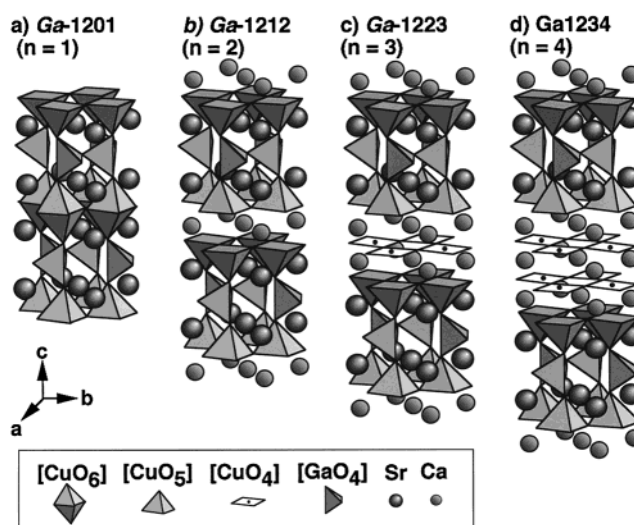 a) Ga-1201 b) Ga-1212 c) Ga-1223 d) Ga1234
(n = 1) (n = 2) (n = 3) (n = 4)
c
b
a
[CuO₆] [CuO₅] [CuO₄] [GaO₄] Sr Ca